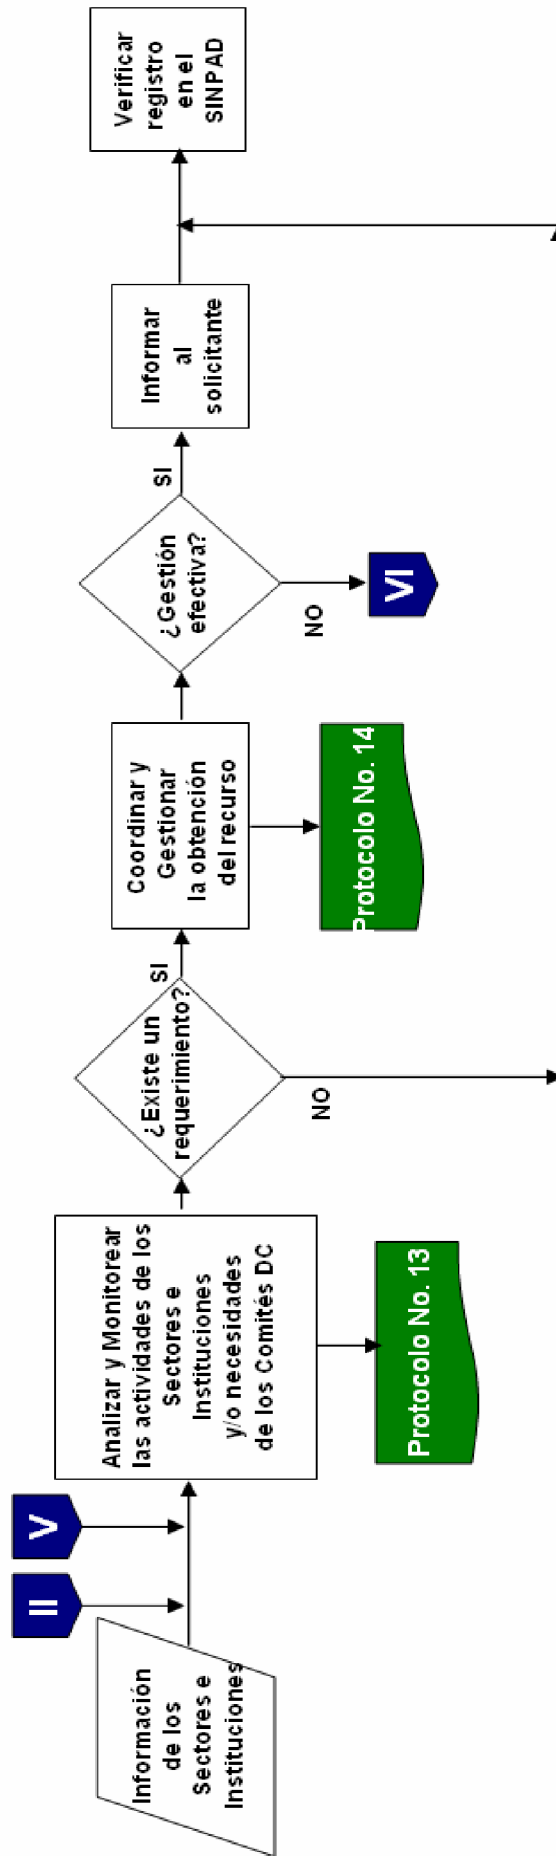 Información
de los
Sectores e
Instituciones
II
V
Analizar y Monitorear
las actividades de los
Sectores e
Instituciones
y/o necesidades
de los Comités DC
Protocolo No. 13
¿Existe un
requerimiento?
SI
NO
Coordinar y
Gestionar
la obtención
del recurso
Protocolo No. 14
¿Gestión
efectiva?
SI
NO
VI
Informar
al
solicitante
Verificar
registro
en el
SINPAD